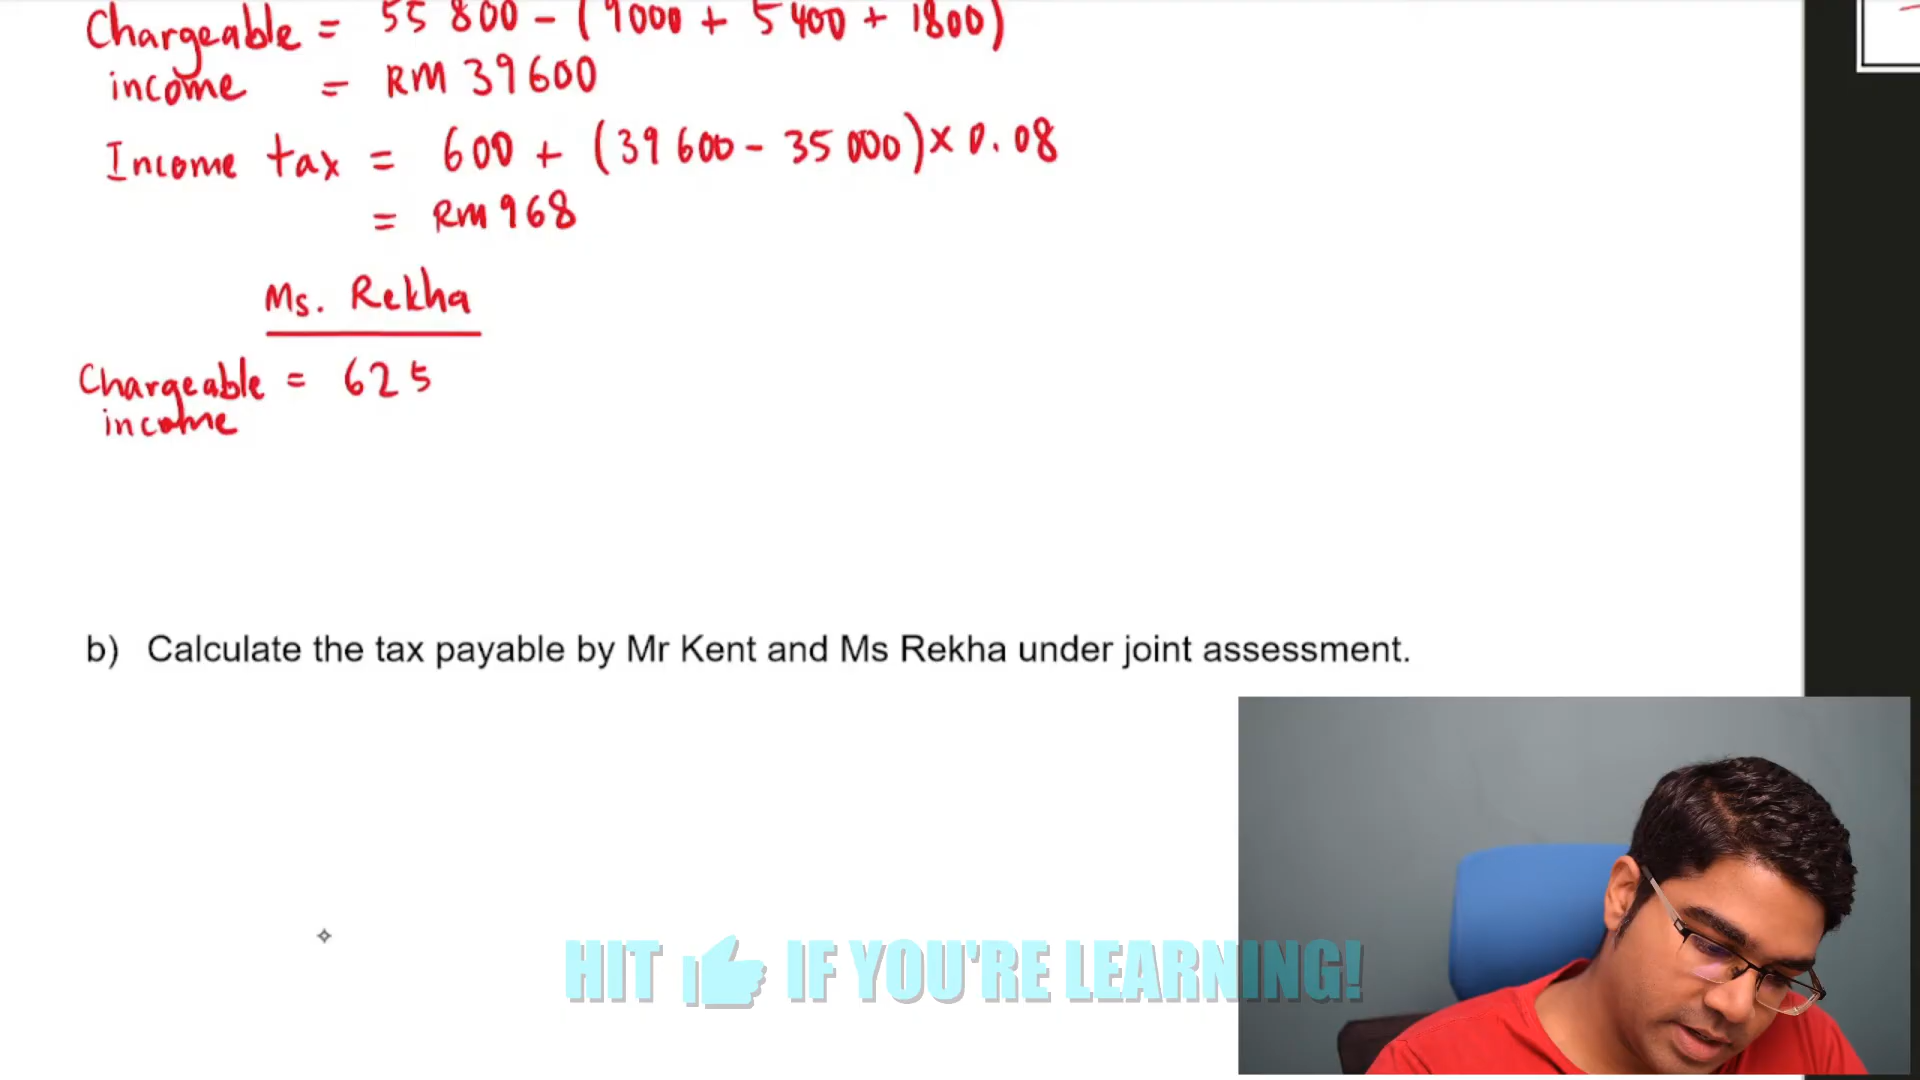 Chargeable = 55 800 - (9000 + 5400 + 1800)
income = RM 39600
Income tax = 600 + (39 600 - 35 000) × 0.08
= RM 968
Ms. Rekha
Chargeable = 625
income
b) Calculate the tax payable by Mr Kent and Ms Rekha under joint assessment.
HIT IF YOU'RE LEARNING!